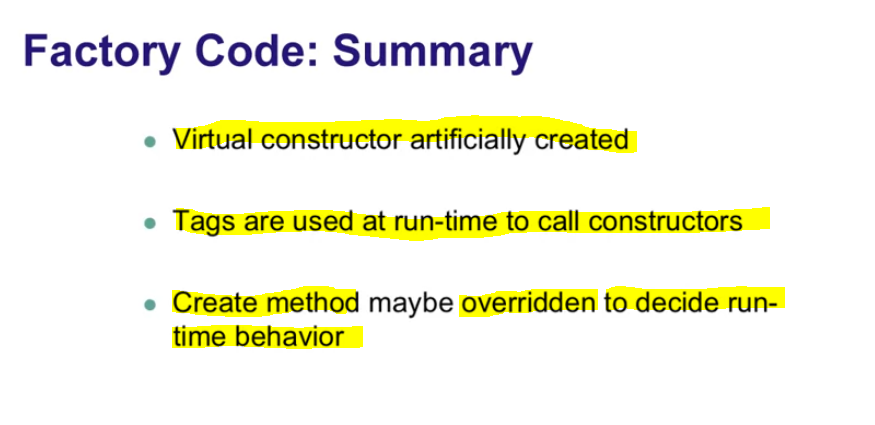 Factory Code: Summary
Virtual constructor artificially created
Tags are used at run-time to call constructors
Create method maybe overridden to decide run-
time behavior